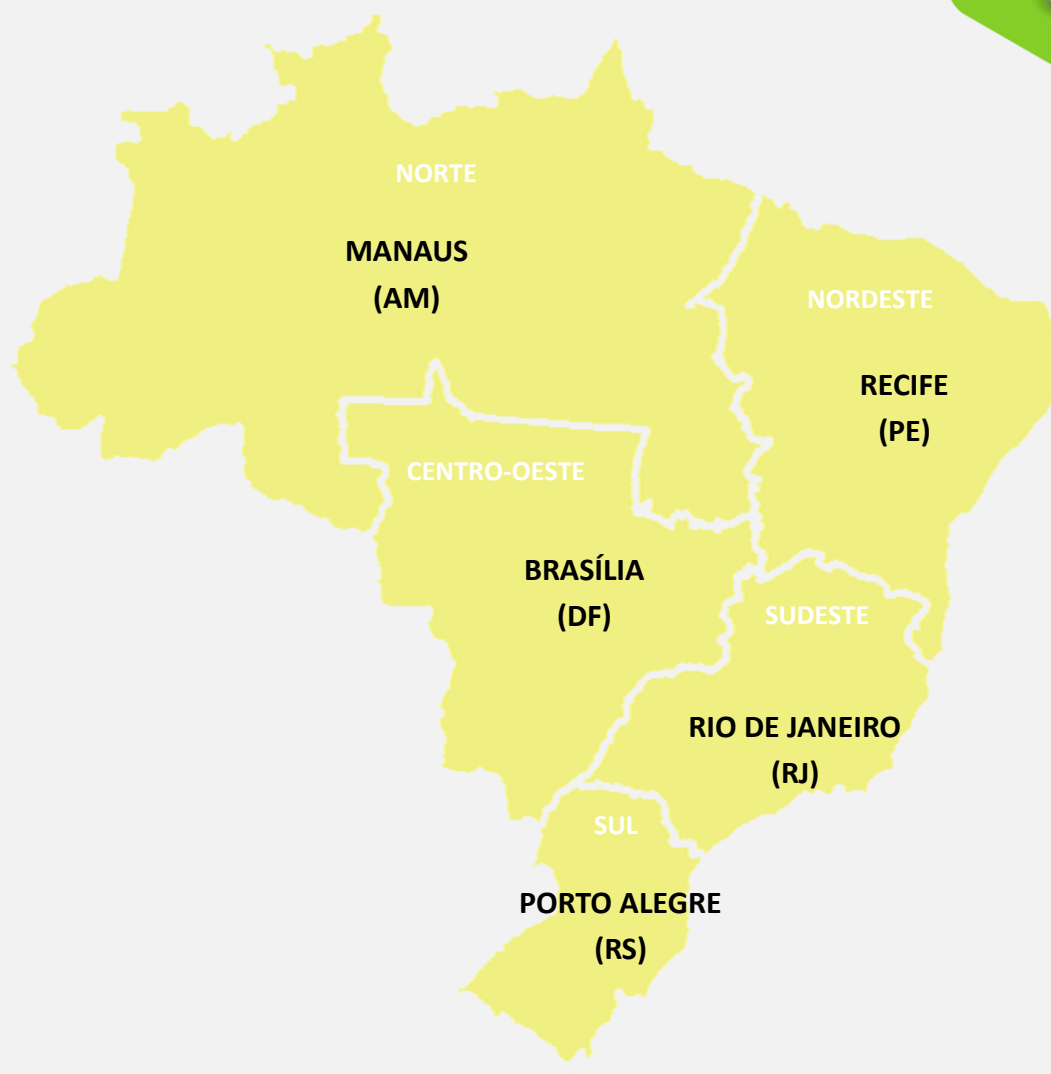 NORTE
MANAUS
(AM)
NORDESTE
RECIFE
(PE)
CENTRO-OESTE
BRASÍLIA
(DF)
SUDESTE
RIO DE JANEIRO
(RJ)
SUL
PORTO ALEGRE
(RS)